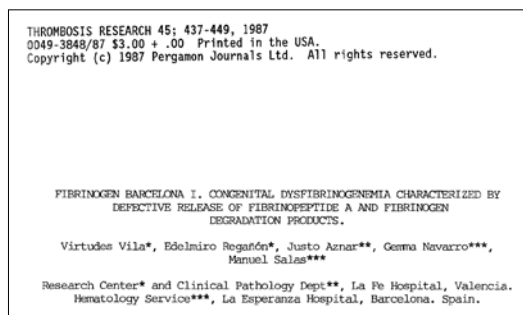 THROMBOSIS RESEARCH 45; 437-449, 1987
0049-3848/87 $3.00 + .00 Printed in the USA.
Copyright (c) 1987 Pergamon Journals Ltd. All rights reserved.
FIBRINOGEN BARCELONA I. CONGENITAL DYSFIBRINOGENEMIA CHARACTERIZED BY
DEFECTIVE RELEASE OF FIBRINOPEPTIDE A AND FIBRINOGEN
DEGRADATION PRODUCTS.
Virtudes Vila*, Edelmiro Regañón*, Justo Aznar**, Gemma Navarro***,
Manuel Salas***
Research Center* and Clinical Pathology Dept**, La Fe Hospital, Valencia.
Hematology Service***, La Esperanza Hospital, Barcelona. Spain.